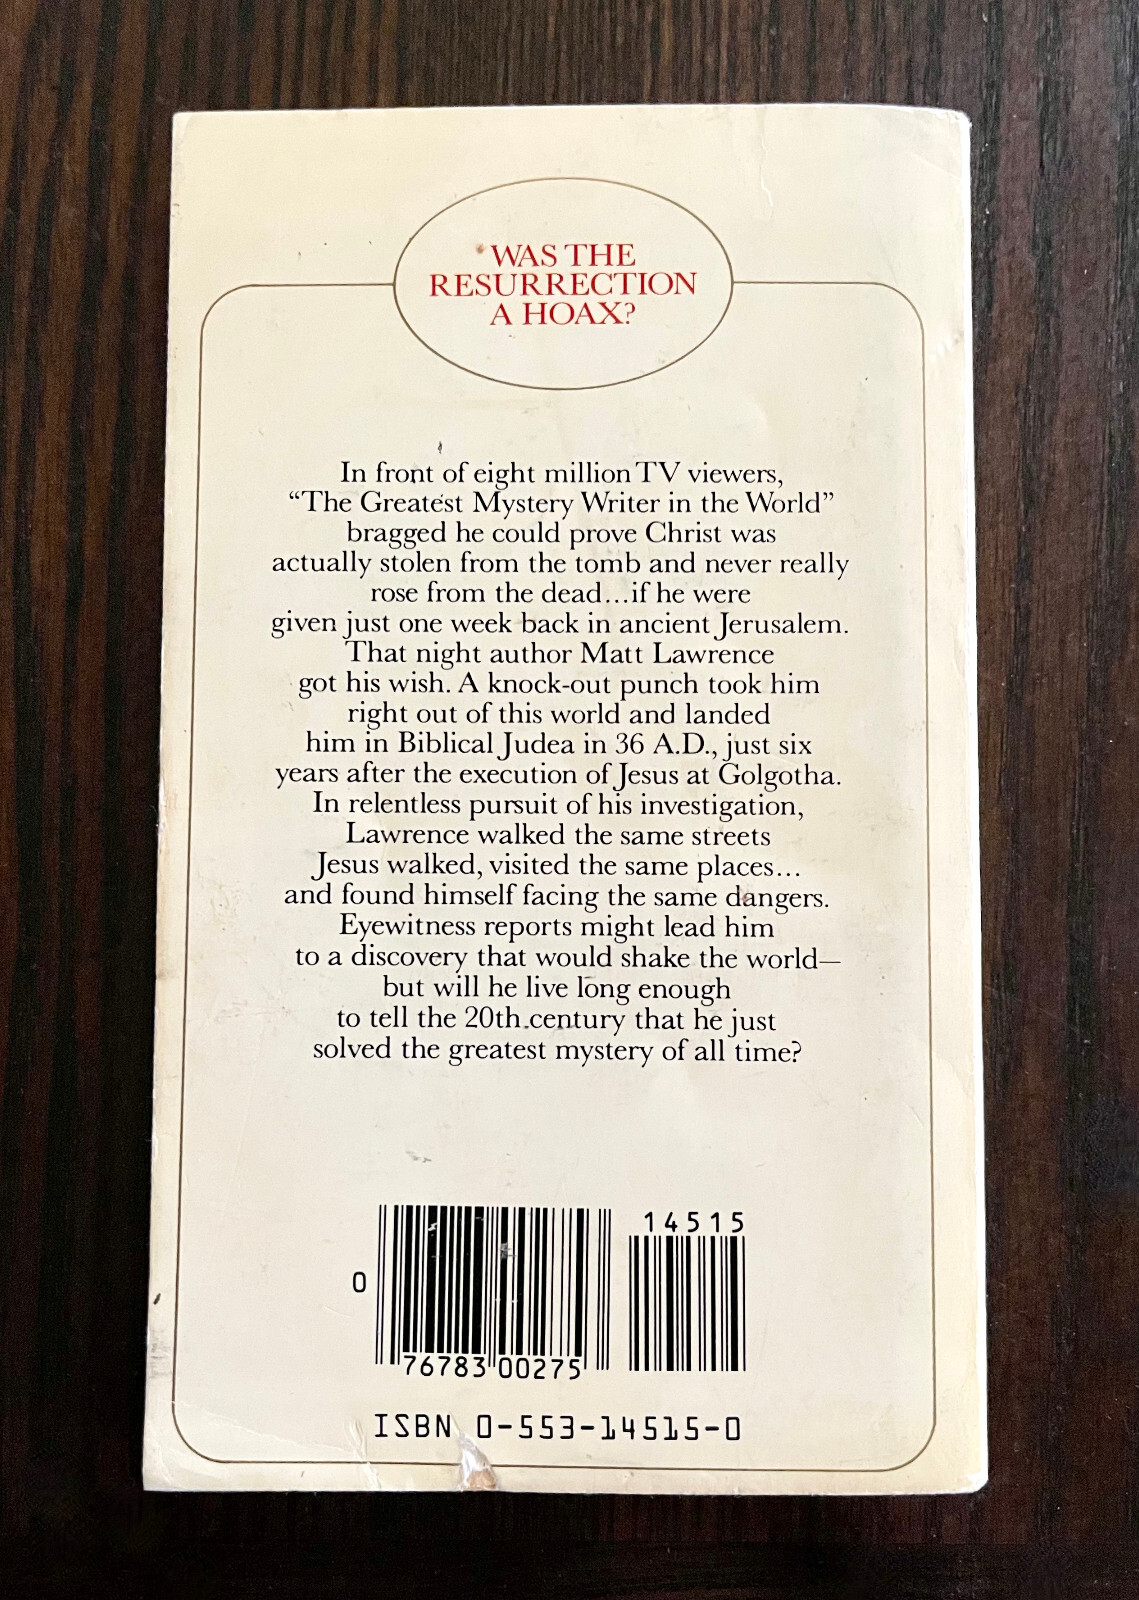 WAS THE
RESURRECTION
A HOAX?
In front of eight million TV viewers,
“The Greatest Mystery Writer in the World”
bragged he could prove Christ was
actually stolen from the tomb and never really
rose from the dead...if he were
given just one week back in ancient Jerusalem.
That night author Matt Lawrence
got his wish. A knock-out punch took him
right out of this world and landed
him in Biblical Judea in 36 A.D., just six
years after the execution of Jesus at Golgotha.
In relentless pursuit of his investigation,
Lawrence walked the same streets
Jesus walked, visited the same places...
and found himself facing the same dangers.
Eyewitness reports might lead him
to a discovery that would shake the world—
but will he live long enough
to tell the 20th century that he just
solved the greatest mystery of all time?
14515
0
76783 00275
ISBN 0-553-14515-0